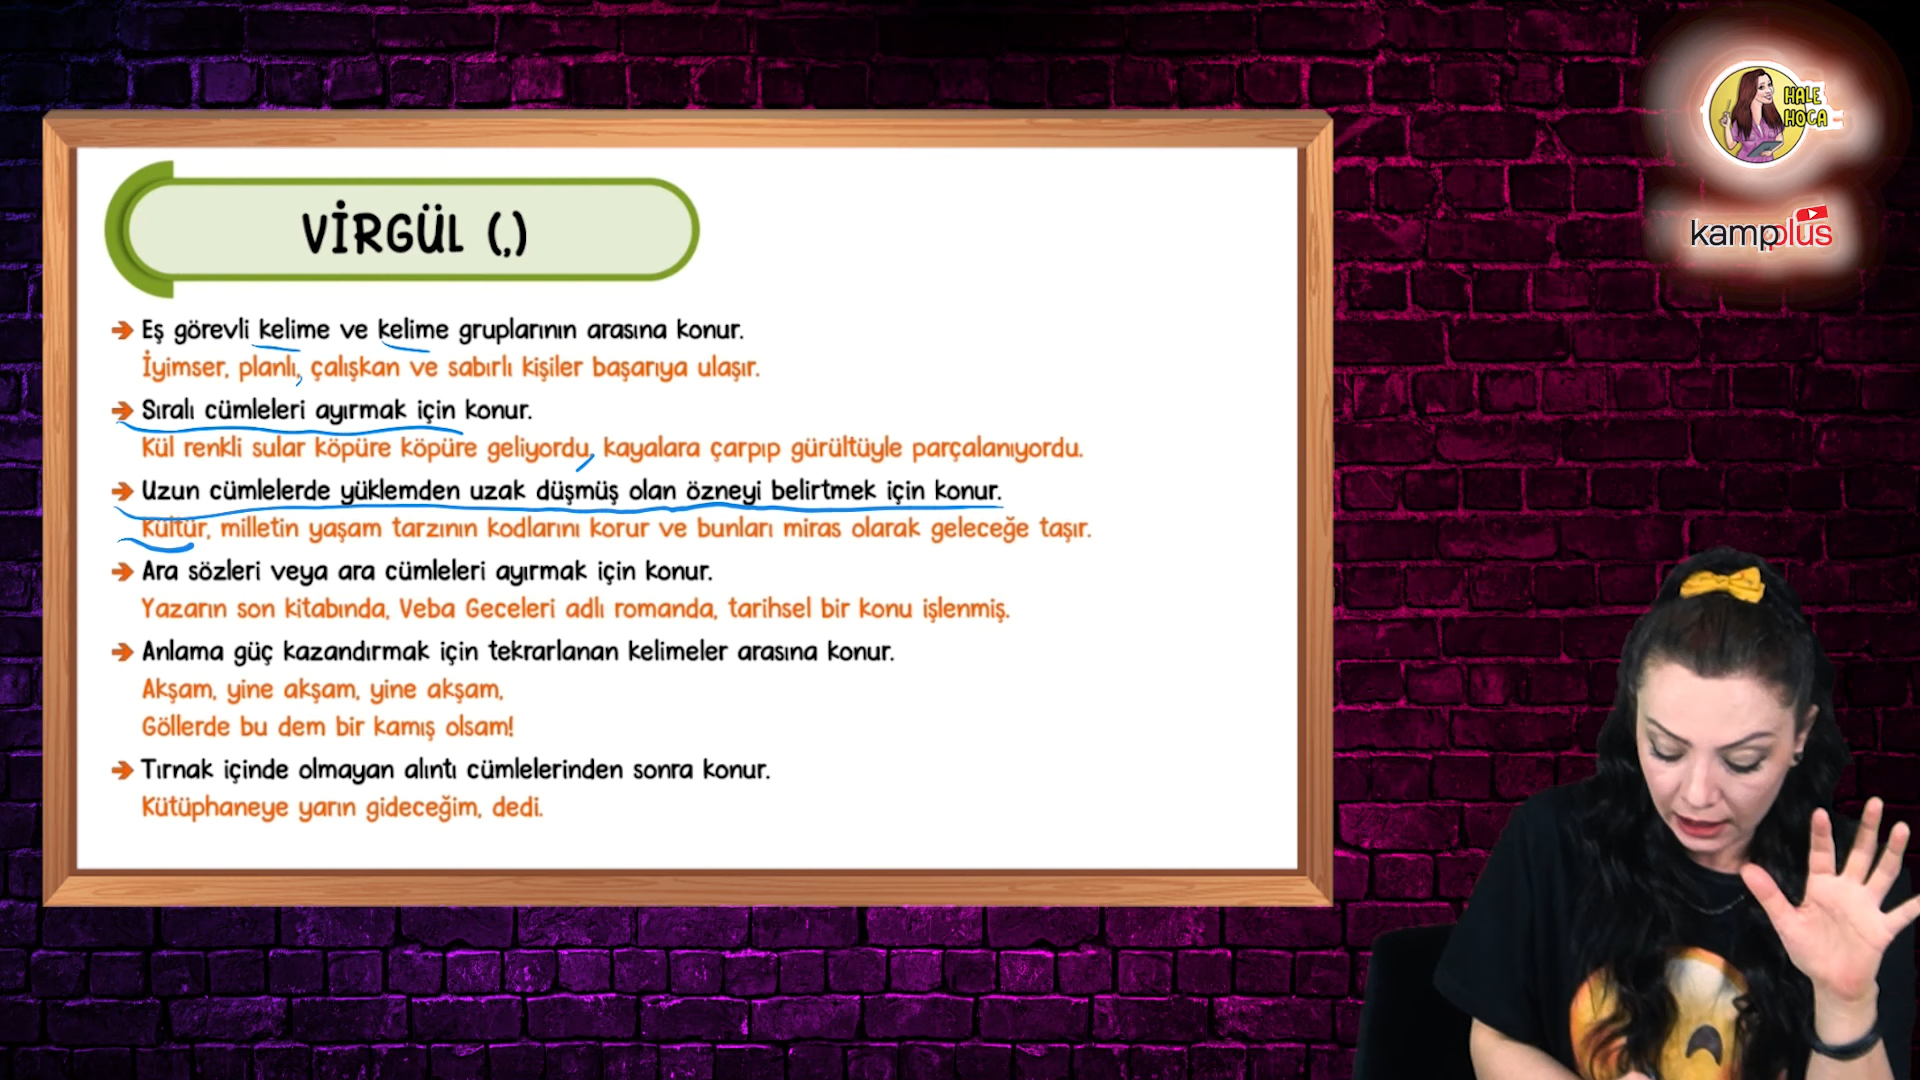 HALE
HOCA
kampplus
VİRGÜL (,)
Eş görevli kelime ve kelime gruplarının arasına konur.
İyimser, planlı, çalışkan ve sabırlı kişiler başarıya ulaşır.
Sıralı cümleleri ayırmak için konur.
Kül renkli sular köpüre köpüre geliyordu, kayalara çarpıp gürültüyle parçalanıyordu.
Uzun cümlelerde yüklemden uzak düşmüş olan özneyi belirtmek için konur.
Kültür, milletin yaşam tarzının kodlarını korur ve bunları miras olarak geleceğe taşır.
Ara sözleri veya ara cümleleri ayırmak için konur.
Yazarın son kitabında, Veba Geceleri adlı romanda, tarihsel bir konu işlenmiş.
Anlama güç kazandırmak için tekrarlanan kelimeler arasına konur.
Akşam, yine akşam, yine akşam,
Göllerde bu dem bir kamış olsam!
Tırnak içinde olmayan alıntı cümlelerinden sonra konur.
Kütüphaneye yarın gideceğim, dedi.